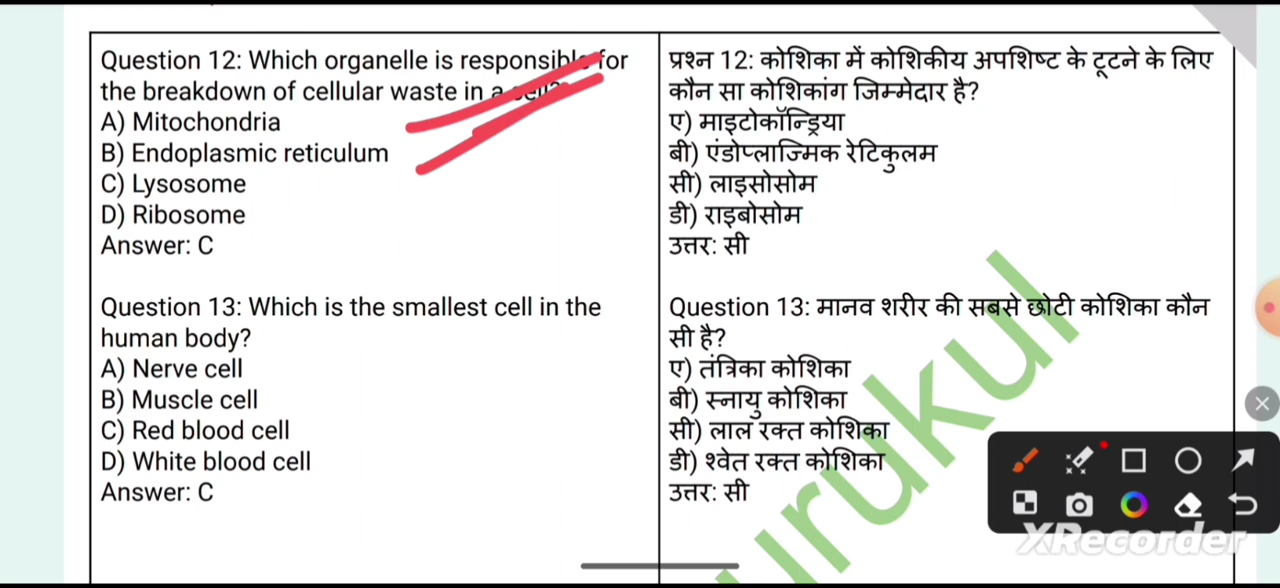 Question 12: Which organelle is responsible for
the breakdown of cellular waste in a cell?
A) Mitochondria
B) Endoplasmic reticulum
C) Lysosome
D) Ribosome
Answer: C
Question 13: Which is the smallest cell in the
human body?
A) Nerve cell
B) Muscle cell
C) Red blood cell
D) White blood cell
Answer: C
प्रश्न 12: कोशिका में कोशिकीय अपशिष्ट के टूटने के लिए
कौन सा कोशिकांग जिम्मेदार है?
ए) माइटोकॉन्ड्रिया
बी) एंडोप्लाज्मिक रेटिकुलम
सी) लाइसोसोम
डी) राइबोसोम
उत्तर: सी
Question 13: मानव शरीर की सबसे छोटी कोशिका कौन
सी है?
ए) तंत्रिका कोशिका
बी) स्नायु कोशिका
सी) लाल रक्त कोशिका
डी) श्वेत रक्त कोशिका
उत्तर: सी
urukul
XRecorder